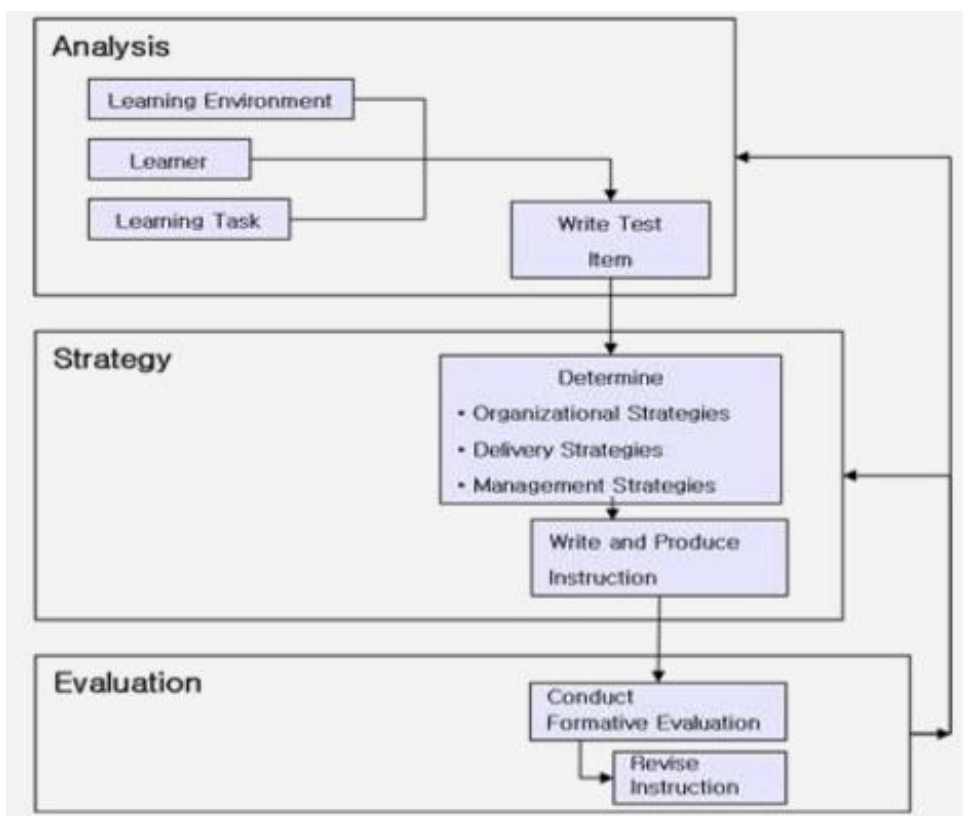 Analysis
Learning Environment
Learner
Learning Task
Write Test
Item
Strategy
Determine
• Organizational Strategies
• Delivery Strategies
• Management Strategies
Write and Produce
Instruction
Evaluation
Conduct
Formative Evaluation
Revise
Instruction